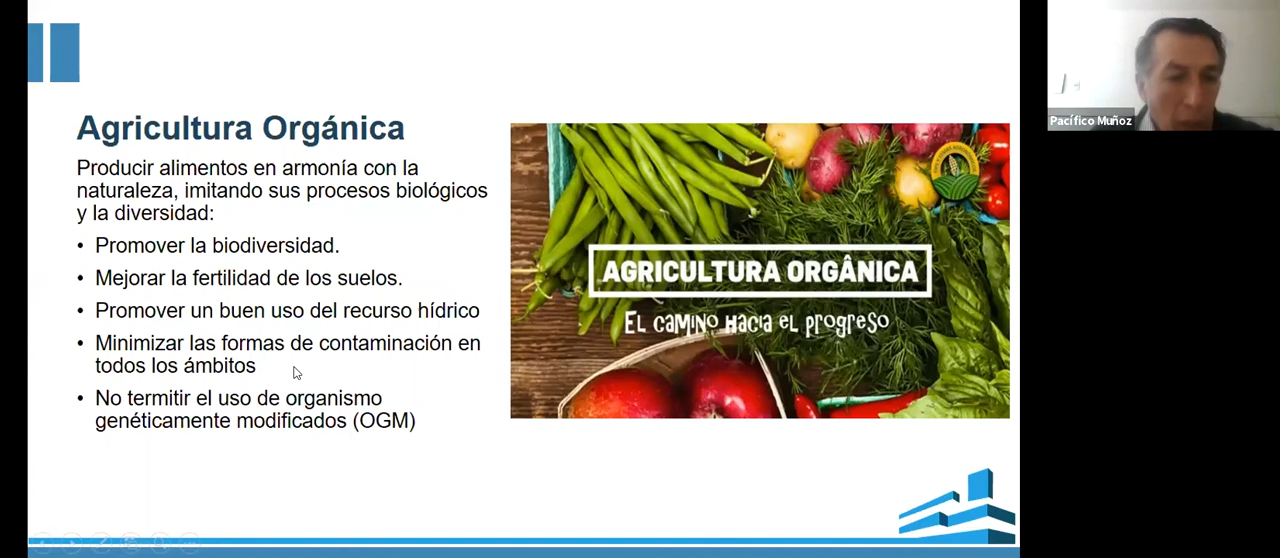 Agricultura Orgánica
Producir alimentos en armonía con la
naturaleza, imitando sus procesos biológicos
y la diversidad:
• Promover la biodiversidad.
• Mejorar la fertilidad de los suelos.
• Promover un buen uso del recurso hídrico
• Minimizar las formas de contaminación en
todos los ámbitos
• No termitir el uso de organismo
genéticamente modificados (OGM)
AGRICULTURA ORGÂNICA
EL CAMINO HACIA EL PROGRESO
Pacífico Muñoz